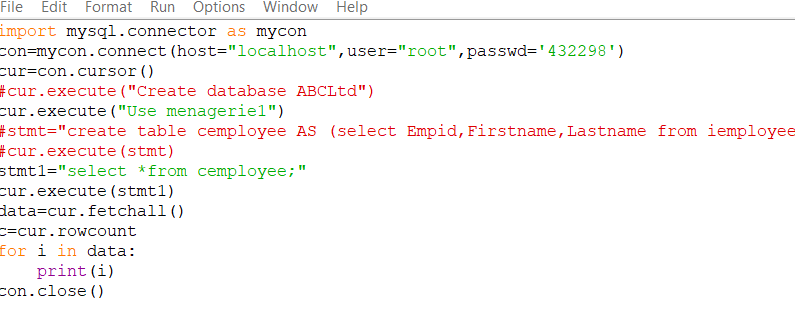 File Edit Format Run Options Window Help
import mysql.connector as mycon
con=mycon.connect(host="localhost",user="root",passwd='432298')
cur=con.cursor()
#cur.execute("Create database ABCLtd")
cur.execute("Use menagerie1")
#stmt="create table cemployee AS (select Empid,Firstname,Lastname from iemployee
#cur.execute(stmt)
stmt1="select *from cemployee;"
cur.execute(stmt1)
data=cur.fetchall()
c=cur.rowcount
for i in data:
    print(i)
con.close()